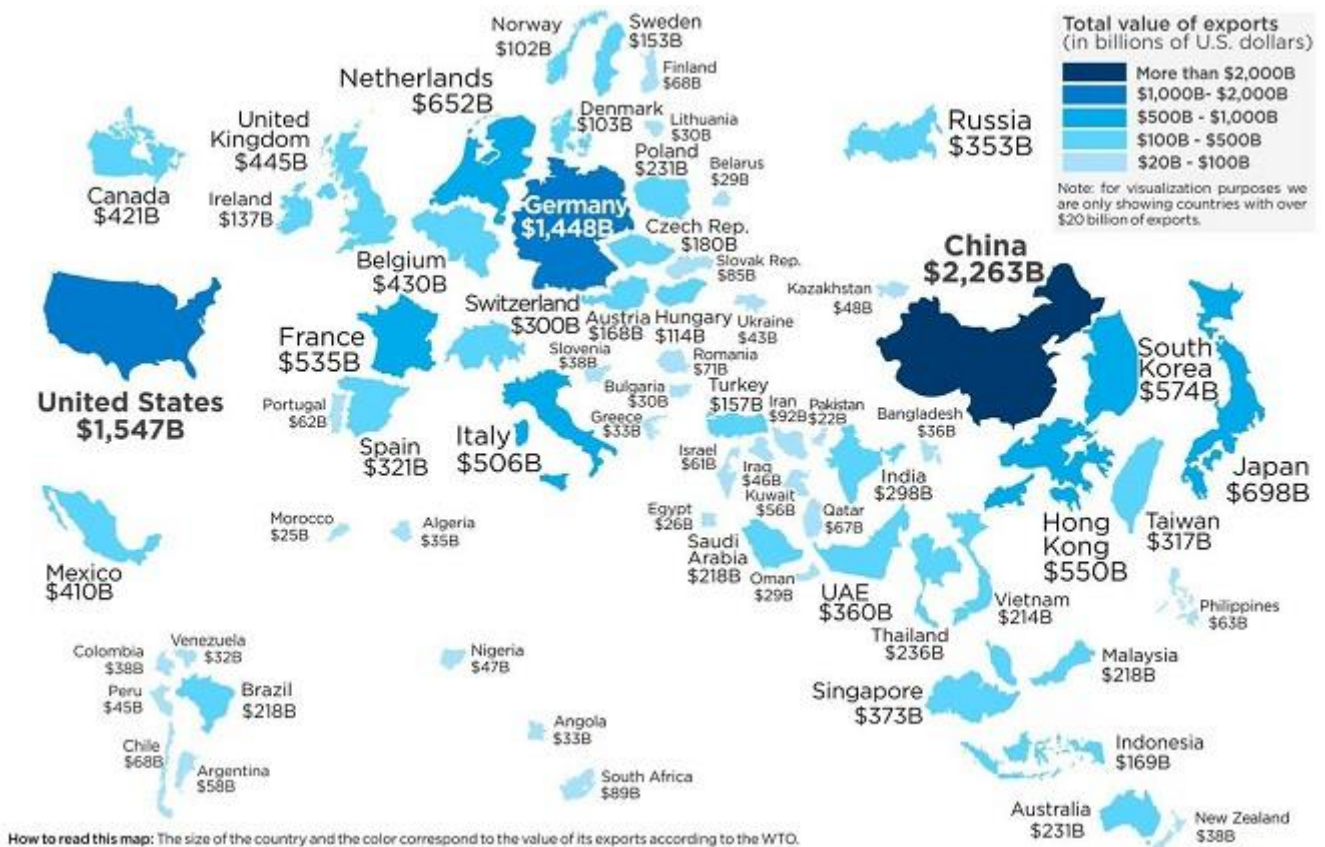 Total value of exports
(in billions of U.S. dollars)
More than $2,000B
$1,000B- $2,000B
$500B - $1,000B
$100B - $500B
$20B - $100B
Note: for visualization purposes we
are only showing countries with over
$20 billion of exports.
Norway
$102B
Sweden
$153B
Finland
$68B
Netherlands
$652B
Denmark
$103B
Lithuania
$30B
United
Kingdom
$445B
Poland
$231B
Belarus
$29B
Russia
$353B
Canada
$421B
Ireland
$137B
Germany
$1,448B
Czech Rep.
$180B
Slovak Rep.
$85B
China
$2,263B
Belgium
$430B
Switzerland
$300B
Austria
$168B
Hungary
$114B
Ukraine
$43B
Kazakhstan
$48B
France
$535B
Slovenia
$38B
Romania
$71B
South
Korea
$574B
United States
$1,547B
Portugal
$62B
Spain
$321B
Italy
$506B
Bulgaria
$30B
Greece
$33B
Turkey
$157B
Iran
$92B
Pakistan
$22B
Bangladesh
$36B
Israel
$61B
Iraq
$46B
Kuwait
$56B
India
$298B
Japan
$698B
Mexico
$410B
Morocco
$25B
Algeria
$35B
Egypt
$26B
Qatar
$67B
Saudi
Arabia
$218B
Oman
$29B
UAE
$360B
Hong
Kong
$550B
Taiwan
$317B
Vietnam
$214B
Philippines
$63B
Thailand
$236B
Colombia
$38B
Venezuela
$32B
Nigeria
$47B
Malaysia
$218B
Peru
$45B
Brazil
$218B
Singapore
$373B
Angola
$33B
Chile
$68B
Argentina
$58B
South Africa
$89B
Indonesia
$169B
Australia
$231B
New Zealand
$38B
How to read this map: The size of the country and the color correspond to the value of its exports according to the WTO.